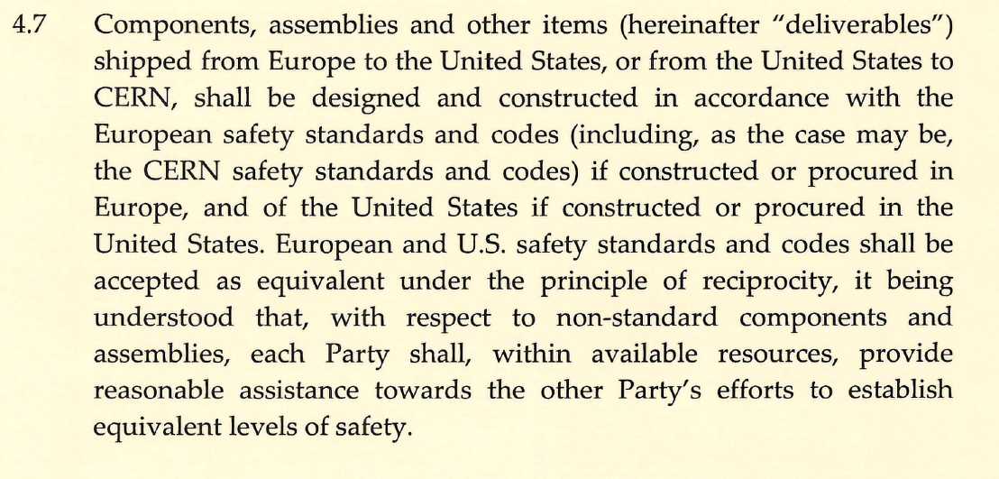 4.7 Components, assemblies and other items (hereinafter “deliverables”)
shipped from Europe to the United States, or from the United States to
CERN, shall be designed and constructed in accordance with the
European safety standards and codes (including, as the case may be,
the CERN safety standards and codes) if constructed or procured in
Europe, and of the United States if constructed or procured in the
United States. European and U.S. safety standards and codes shall be
accepted as equivalent under the principle of reciprocity, it being
understood that, with respect to non-standard components and
assemblies, each Party shall, within available resources, provide
reasonable assistance towards the other Party’s efforts to establish
equivalent levels of safety.